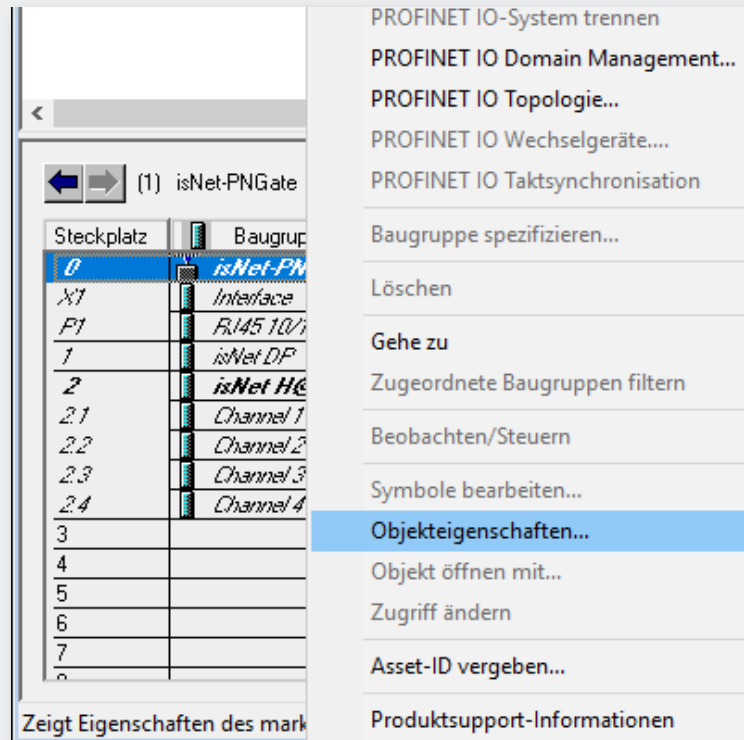 PROFINET IO-System trennen
PROFINET IO Domain Management...
PROFINET IO Topologie...
PROFINET IO Wechselgeräte....
PROFINET IO Taktsynchronisation
Baugruppe spezifizieren...
Löschen
Gehe zu
Zugeordnete Baugruppen filtern
Beobachten/Steuern
Symbole bearbeiten...
Objekteigenschaften...
Objekt öffnen mit...
Zugriff ändern
Asset-ID vergeben...
Produktsupport-Informationen
(1) isNet-PNGate
Steckplatz Baugrup
0 isNet-PN
X1 Interface
P1 RJ45 10/1
1 isNet DP
2 isNet H@
2.1 Channel 1
2.2 Channel 2
2.3 Channel 3
2.4 Channel 4
3
4
5
6
7
Zeigt Eigenschaften des mark